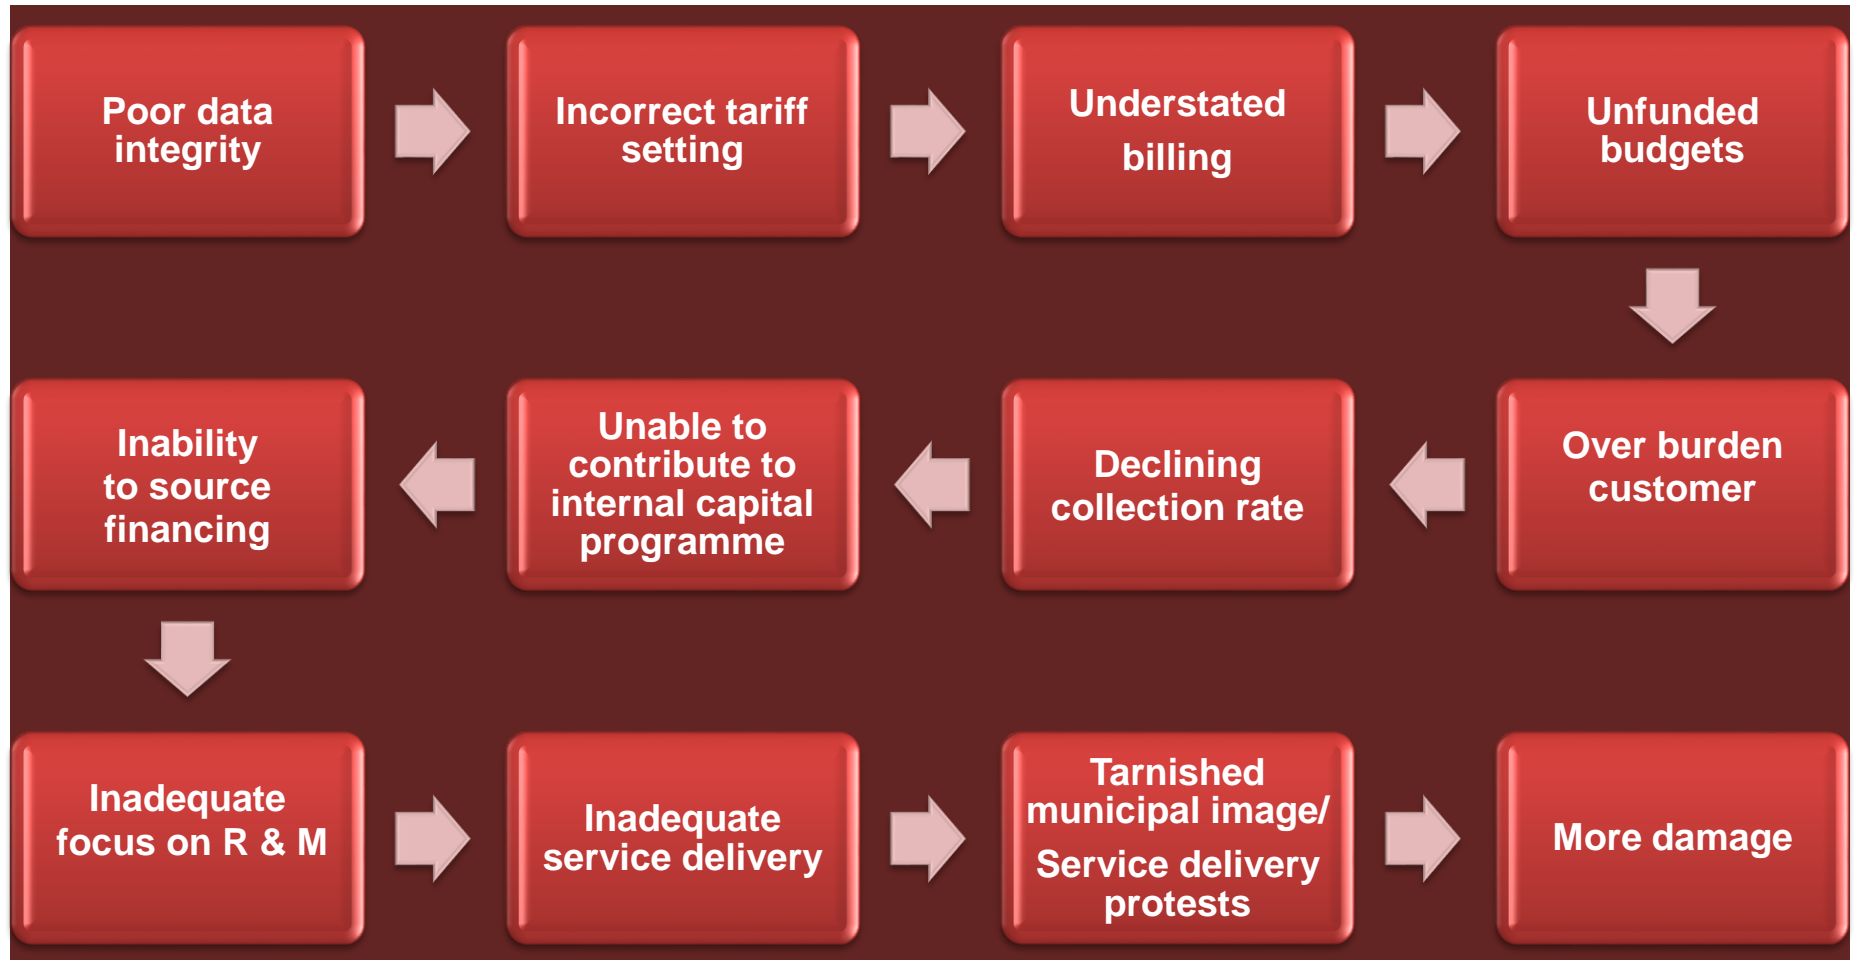 Poor data
integrity
Incorrect tariff
setting
Understated
billing
Unfunded
budgets
Over burden
customer
Declining
collection rate
Unable to
contribute to
internal capital
programme
Inability
to source
financing
Inadequate
focus on R & M
Inadequate
service delivery
Tarnished
municipal image/
Service delivery
protests
More damage